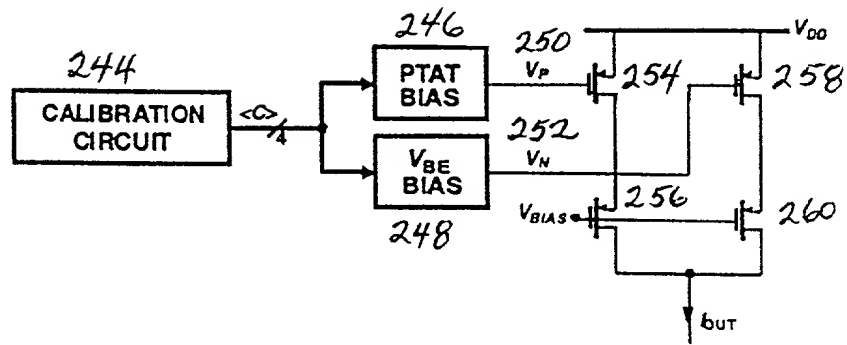 246
250
V_DD
244
PTAT
BIAS
V_P
254
258
CALIBRATION
CIRCUIT
<C>
4
252
V_BE
BIAS
V_N
256
V_BIAS
260
248
I_OUT